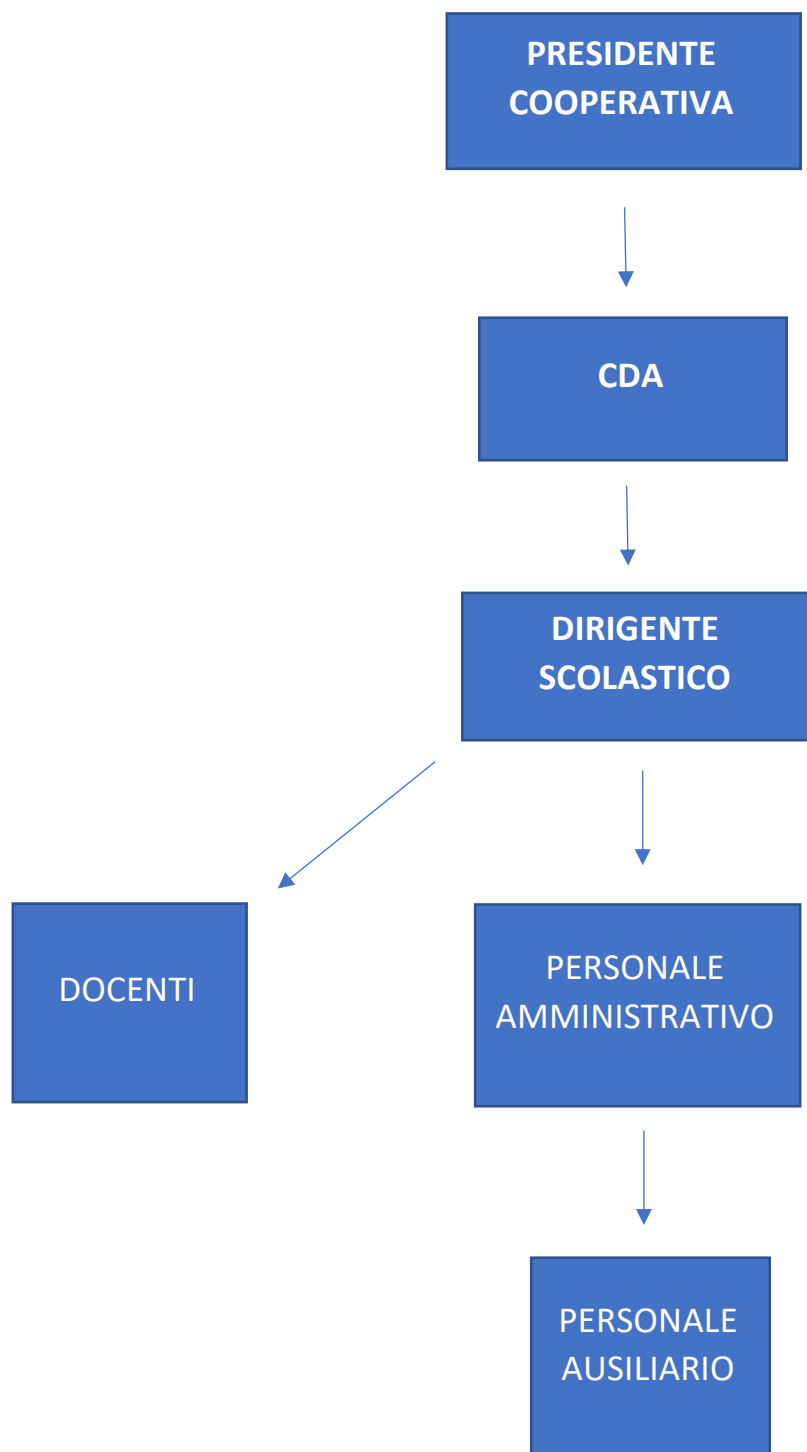 PRESIDENTE
COOPERATIVA
CDA
DIRIGENTE
SCOLASTICO
DOCENTI
PERSONALE
AMMINISTRATIVO
PERSONALE
AUSILIARIO